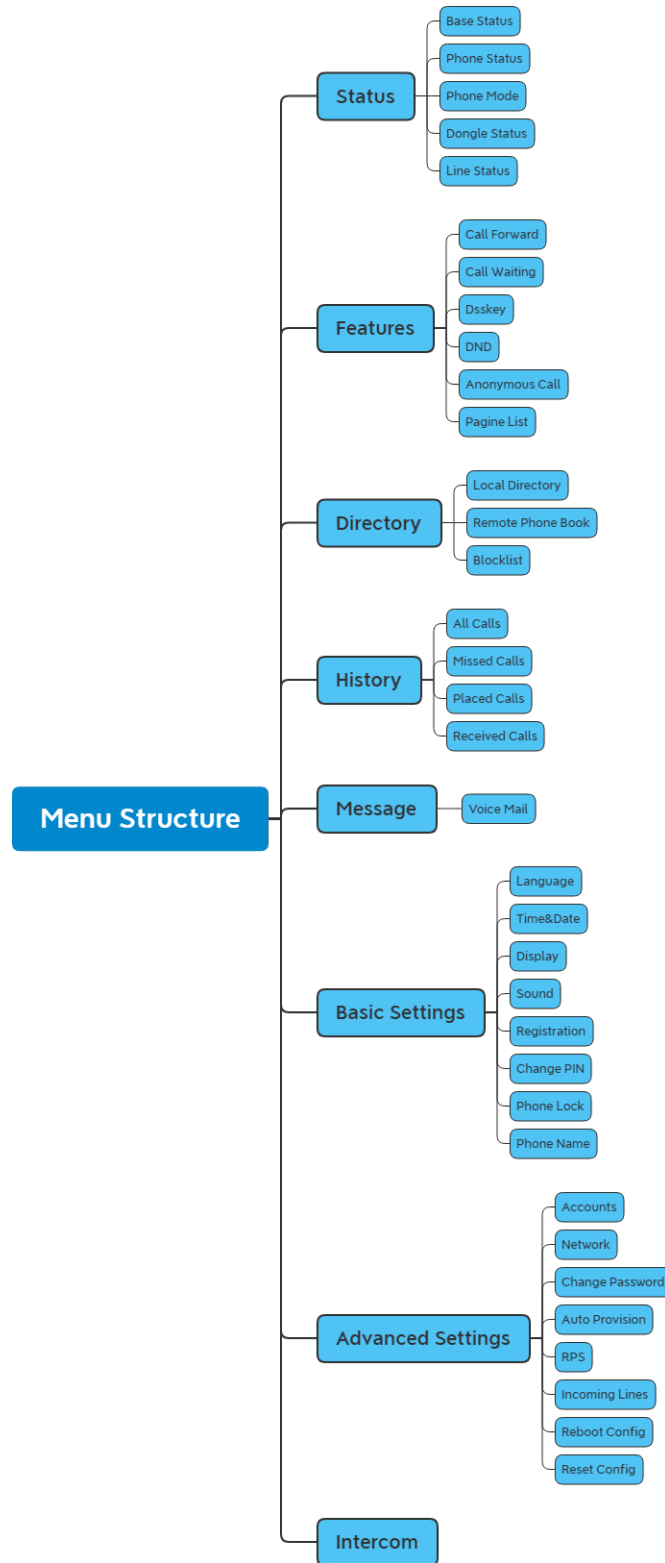 Menu Structure
Status
Base Status
Phone Status
Phone Mode
Dongle Status
Line Status
Features
Call Forward
Call Waiting
Dsskey
DND
Anonymous Call
Pagine List
Directory
Local Directory
Remote Phone Book
Blocklist
History
All Calls
Missed Calls
Placed Calls
Received Calls
Message
Voice Mail
Basic Settings
Language
Time&Date
Display
Sound
Registration
Change PIN
Phone Lock
Phone Name
Advanced Settings
Accounts
Network
Change Password
Auto Provision
RPS
Incoming Lines
Reboot Config
Reset Config
Intercom